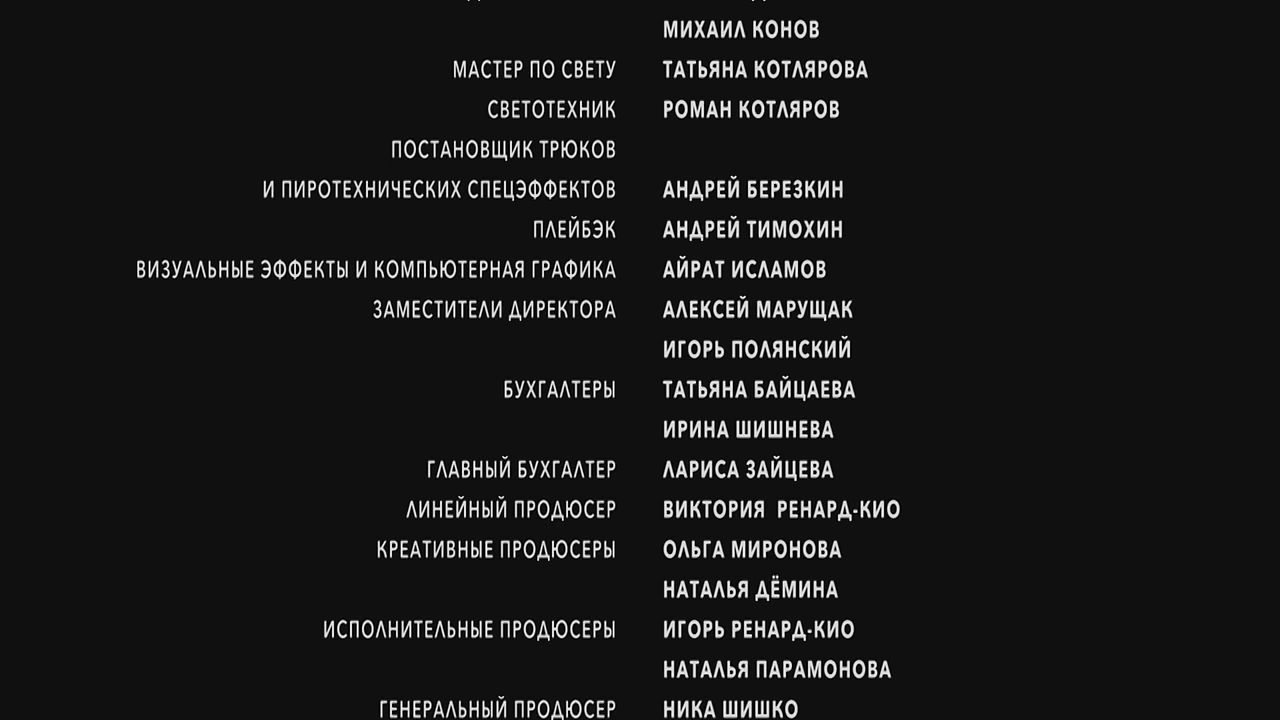 МИХАИЛ КОНОВ
МАСТЕР ПО СВЕТУ ТАТЬЯНА КОТЛЯРОВА
СВЕТОТЕХНИК РОМАН КОТЛЯРОВ
ПОСТАНОВЩИК ТРЮКОВ
И ПИРОТЕХНИЧЕСКИХ СПЕЦЭФФЕКТОВ АНДРЕЙ БЕРЕЗКИН
ПЛЕЙБЭК АНДРЕЙ ТИМОХИН
ВИЗУАЛЬНЫЕ ЭФФЕКТЫ И КОМПЬЮТЕРНАЯ ГРАФИКА АЙРАТ ИСЛАМОВ
ЗАМЕСТИТЕЛИ ДИРЕКТОРА АЛЕКСЕЙ МАРУЩАК
ИГОРЬ ПОЛЯНСКИЙ
БУХГАЛТЕРЫ ТАТЬЯНА БАЙЦАЕВА
ИРИНА ШИШНЕВА
ГЛАВНЫЙ БУХГАЛТЕР ЛАРИСА ЗАЙЦЕВА
ЛИНЕЙНЫЙ ПРОДЮСЕР ВИКТОРИЯ РЕНАРД-КИО
КРЕАТИВНЫЕ ПРОДЮСЕРЫ ОЛЬГА МИРОНОВА
НАТАЛЬЯ ДЁМИНА
ИСПОЛНИТЕЛЬНЫЕ ПРОДЮСЕРЫ ИГОРЬ РЕНАРД-КИО
НАТАЛЬЯ ПАРАМОНОВА
ГЕНЕРАЛЬНЫЙ ПРОДЮСЕР НИКА ШИШКО